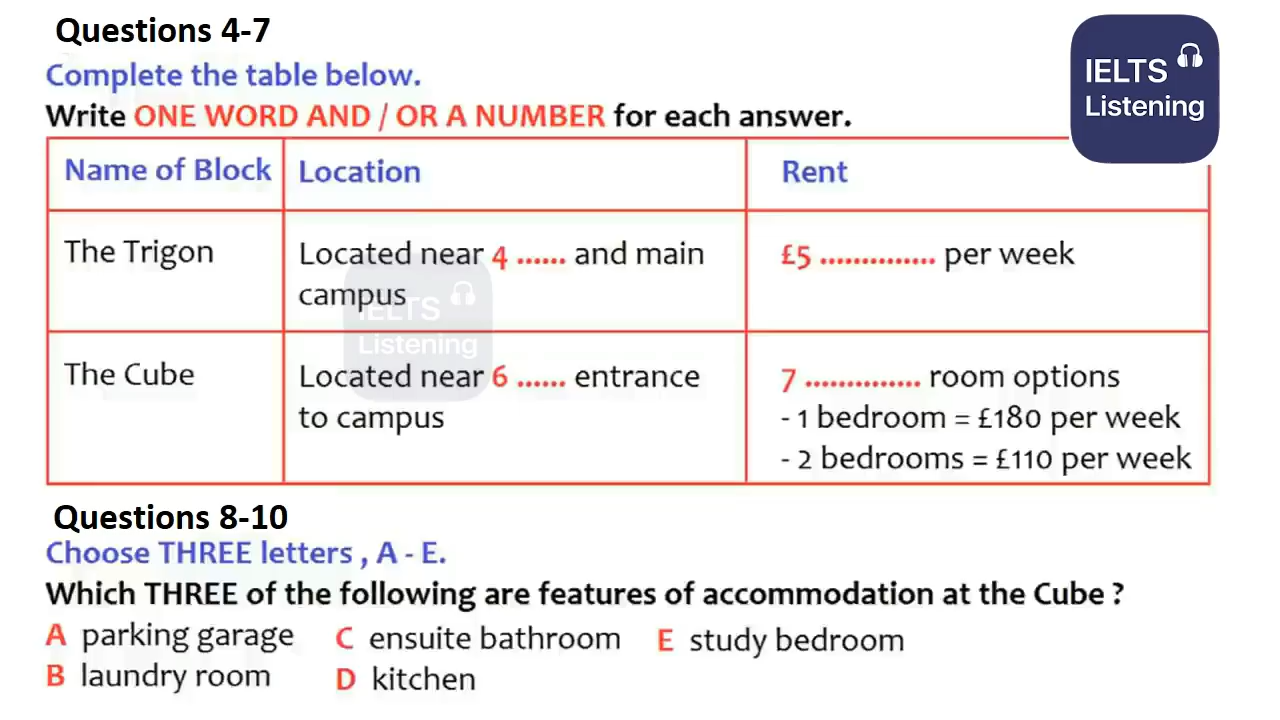 Questions 4-7
Complete the table below.
Write ONE WORD AND / OR A NUMBER for each answer.
IELTS
Listening
Name of Block
Location
Rent
The Trigon
Located near 4 ...... and main
campus
£5 .............. per week
IELTS
Listening
The Cube
Located near 6 ...... entrance
to campus
7 .............. room options
- 1 bedroom = £180 per week
- 2 bedrooms = £110 per week
Questions 8-10
Choose THREE letters , A - E.
Which THREE of the following are features of accommodation at the Cube ?
A parking garage
C ensuite bathroom
E study bedroom
B laundry room
D kitchen